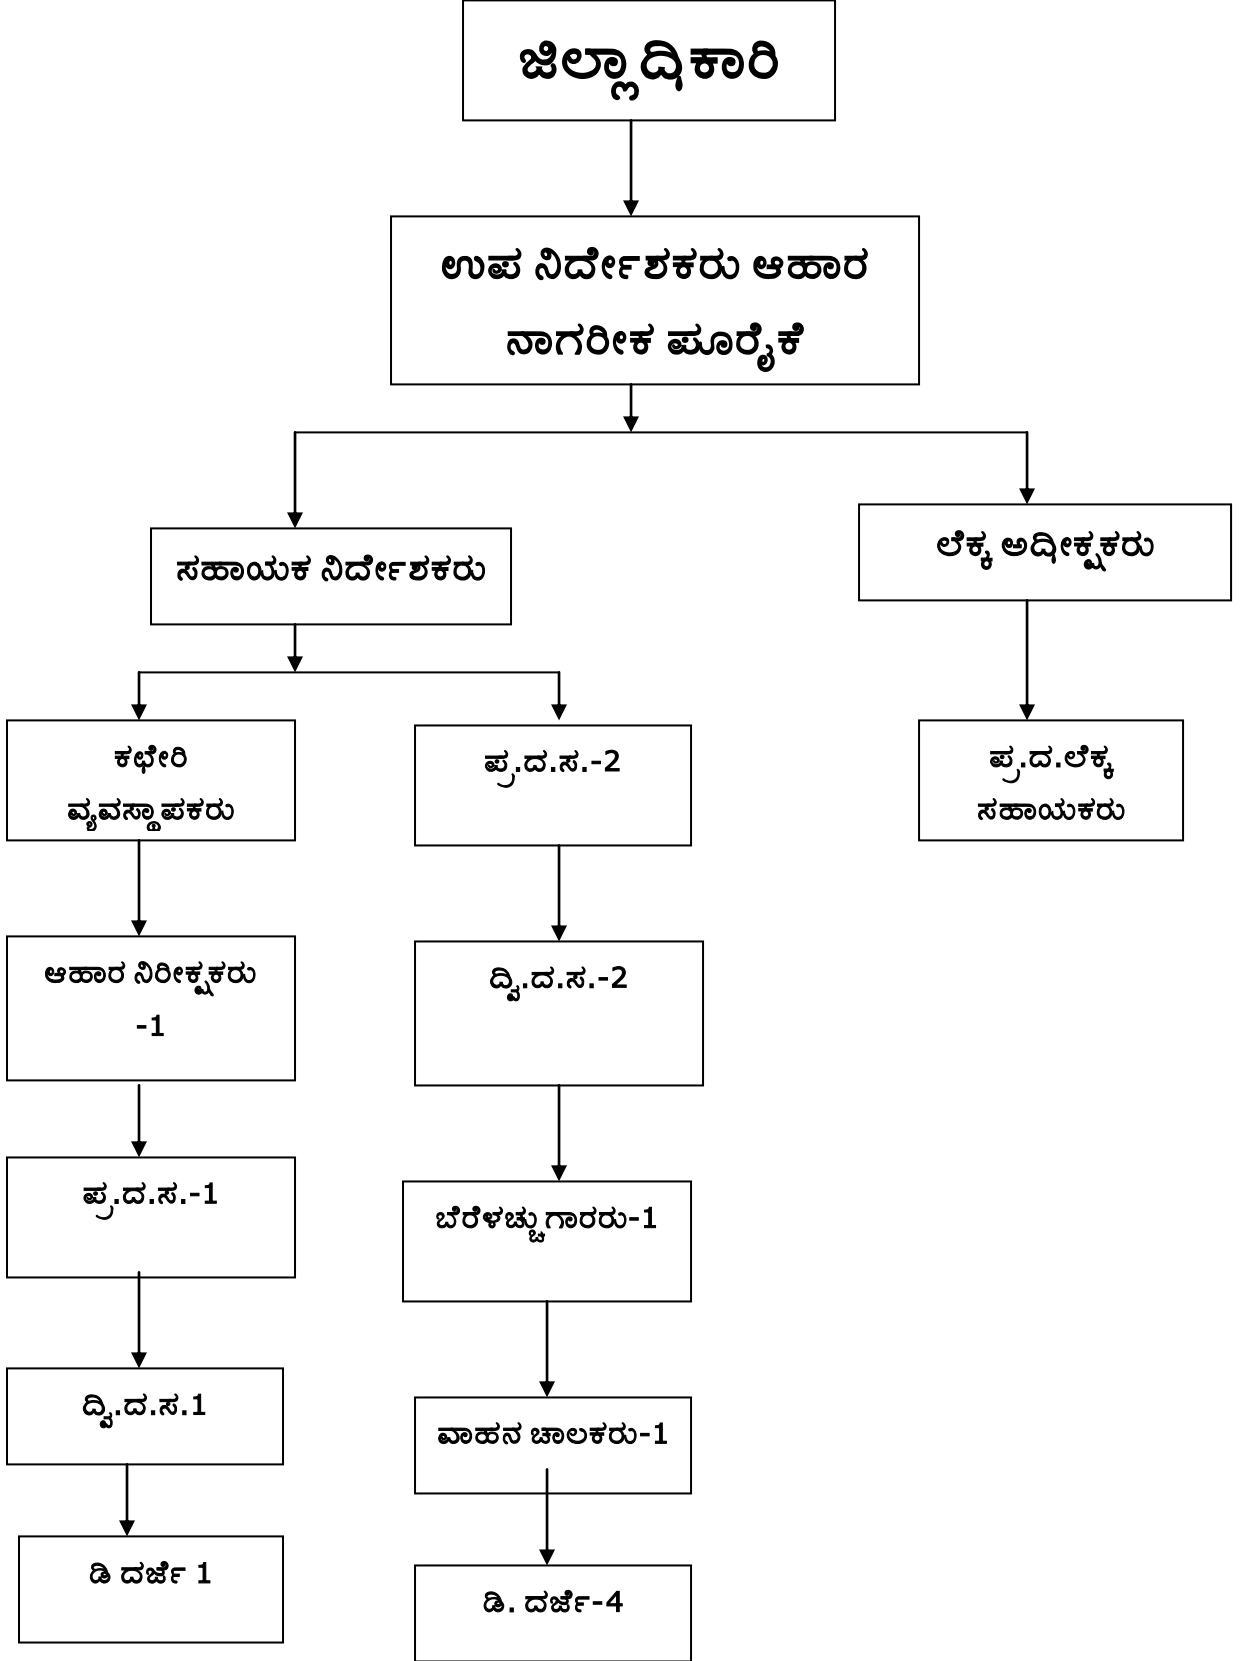 ಜಿಲ್ಲಾಧಿಕಾರಿ
ಉಪ ನಿರ್ದೇಶಕರು ಆಹಾರ
ನಾಗರೀಕ ಪೂರೈಕೆ
ಸಹಾಯಕ ನಿರ್ದೇಶಕರು
ಲೆಕ್ಕ ಅಧೀಕ್ಷಕರು
ಕಛೇರಿ
ವ್ಯವಸ್ಥಾಪಕರು
ಪ್ರ.ದ.ಸ.-2
ಪ್ರ.ದ.ಲೆಕ್ಕ
ಸಹಾಯಕರು
ಆಹಾರ ನಿರೀಕ್ಷಕರು
-1
ದ್ವಿ.ದ.ಸ.-2
ಪ್ರ.ದ.ಸ.-1
ಬೆರೆಳಚ್ಚುಗಾರರು-1
ದ್ವಿ.ದ.ಸ.1
ವಾಹನ ಚಾಲಕರು-1
ಡಿ ದರ್ಜೆ 1
ಡಿ. ದರ್ಜೆ-4